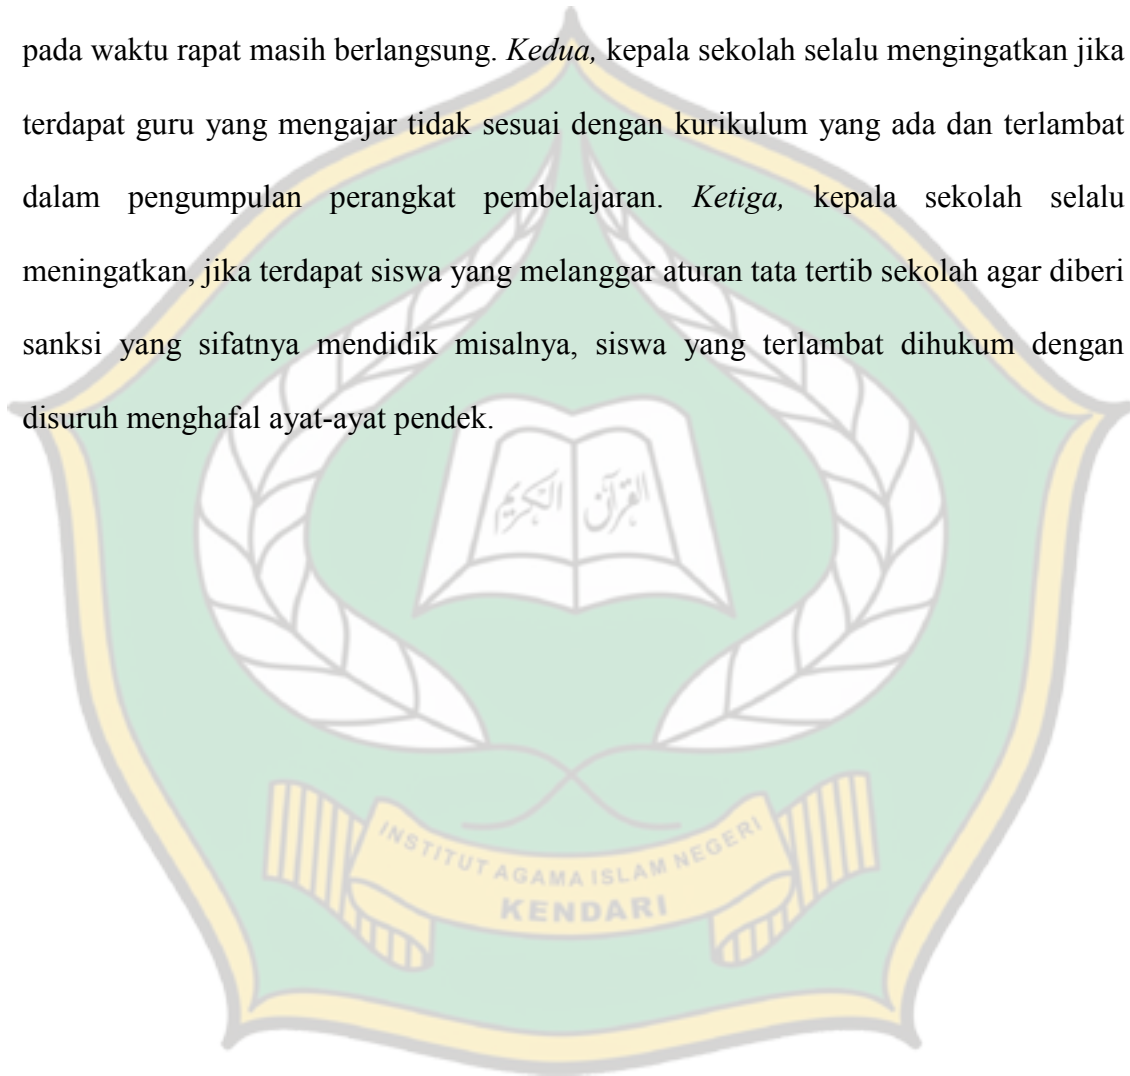 pada waktu rapat masih berlangsung. Kedua, kepala sekolah selalu mengingatkan jika
terdapat guru yang mengajar tidak sesuai dengan kurikulum yang ada dan terlambat
dalam pengumpulan perangkat pembelajaran. Ketiga, kepala sekolah selalu
meningatkan, jika terdapat siswa yang melanggar aturan tata tertib sekolah agar diberi
sanksi yang sifatnya mendidik misalnya, siswa yang terlambat dihukum dengan
disuruh menghafal ayat-ayat pendek.
القرآن الكريم
INSTITUT AGAMA ISLAM NEGERI
KENDARI